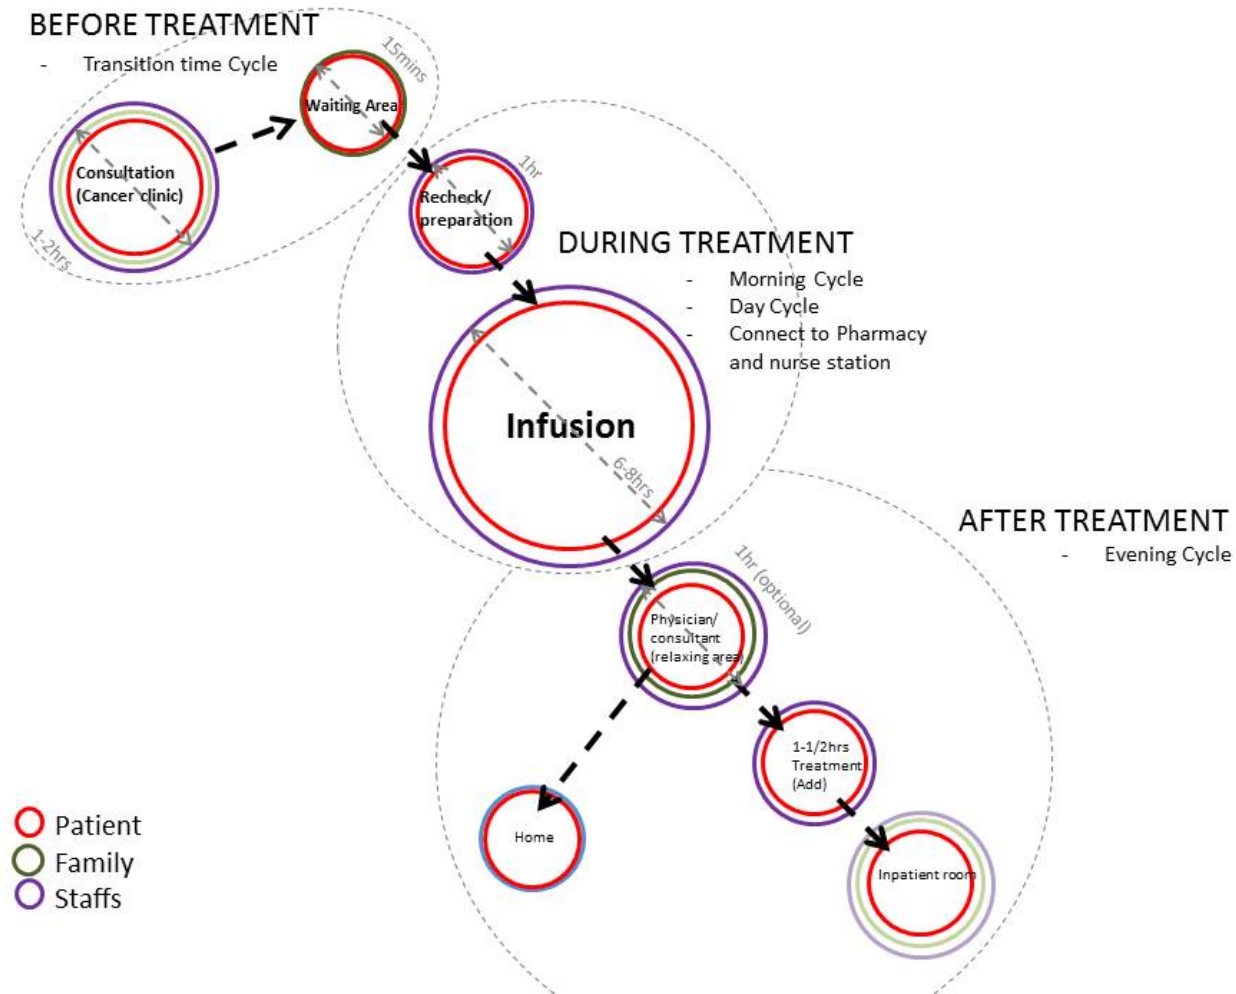 BEFORE TREATMENT
- Transition time Cycle
15mins
Waiting Area
Consultation
(Cancer clinic)
1-2hrs
1hr
Recheck/
preparation
DURING TREATMENT
- Morning Cycle
- Day Cycle
- Connect to Pharmacy
and nurse station
Infusion
6-8hrs
AFTER TREATMENT
- Evening Cycle
1hr (optional)
Physician/
consultant
(relaxing area)
1-1/2hrs
Treatment
(Add)
Home
Inpatient room
Patient
Family
Staffs